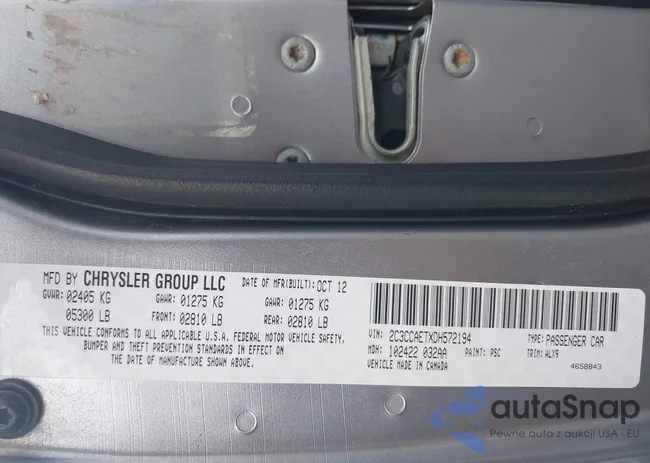 MFD BY CHRYSLER GROUP LLC DATE OF MFR(BUILT): OCT 12
GVWR: 02405 KG GAWR: 01275 KG GAWR: 01275 KG
05300 LB FRONT: 02810 LB REAR: 02810 LB
THIS VEHICLE CONFORMS TO ALL APPLICABLE U.S.A. FEDERAL MOTOR VEHICLE SAFETY,
BUMPER AND THEFT PREVENTION STANDARDS IN EFFECT ON
THE DATE OF MANUFACTURE SHOWN ABOVE.
VIN: 2C3CCAETXDH572194 TYPE: PASSENGER CAR
MDH: 102422 032AA PAINT: PSC TRIM: ALX9
VEHICLE MADE IN CANADA 4658843
autaSnap
Pewne auto z aukcji USA · EU